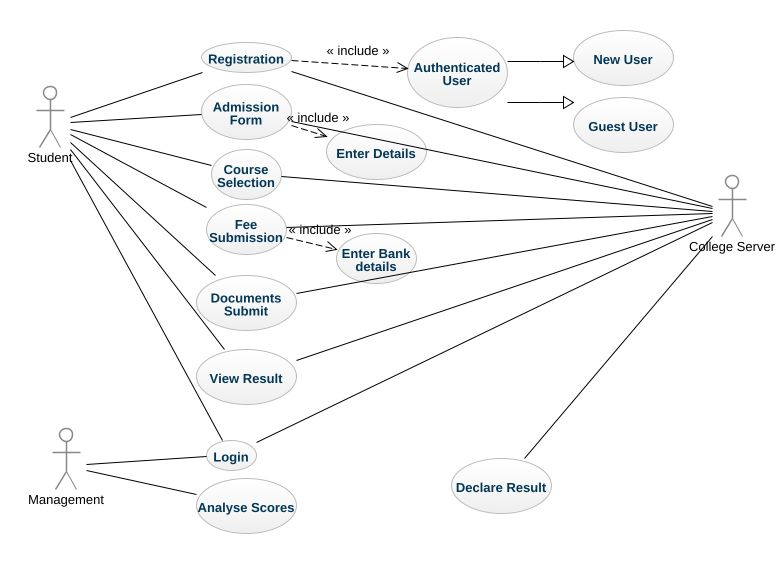 Registration
« include »
Authenticated
User
New User
Guest User
Admission
Form
« include »
Enter Details
Student
Course
Selection
Fee
Submission
« include »
Enter Bank
details
College Server
Documents
Submit
View Result
Login
Management
Analyse Scores
Declare Result